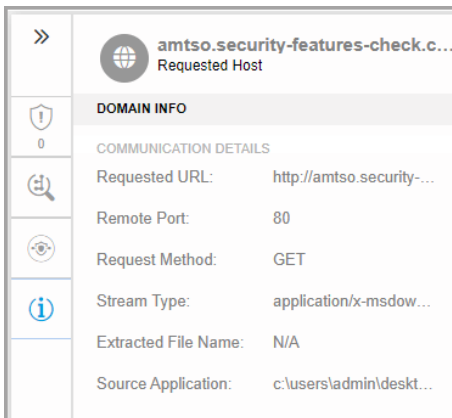 amtso.security-features-check.c...
Requested Host
DOMAIN INFO
0
COMMUNICATION DETAILS
Requested URL: http://amtso.security-...
Remote Port: 80
Request Method: GET
Stream Type: application/x-msdow...
Extracted File Name: N/A
Source Application: c:\users\admin\deskt...